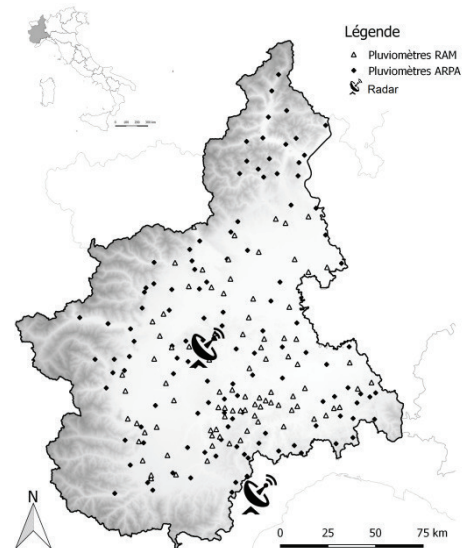 Légende
Pluviomètres RAM
Pluviomètres ARPA
Radar
N
0 25 50 75 km